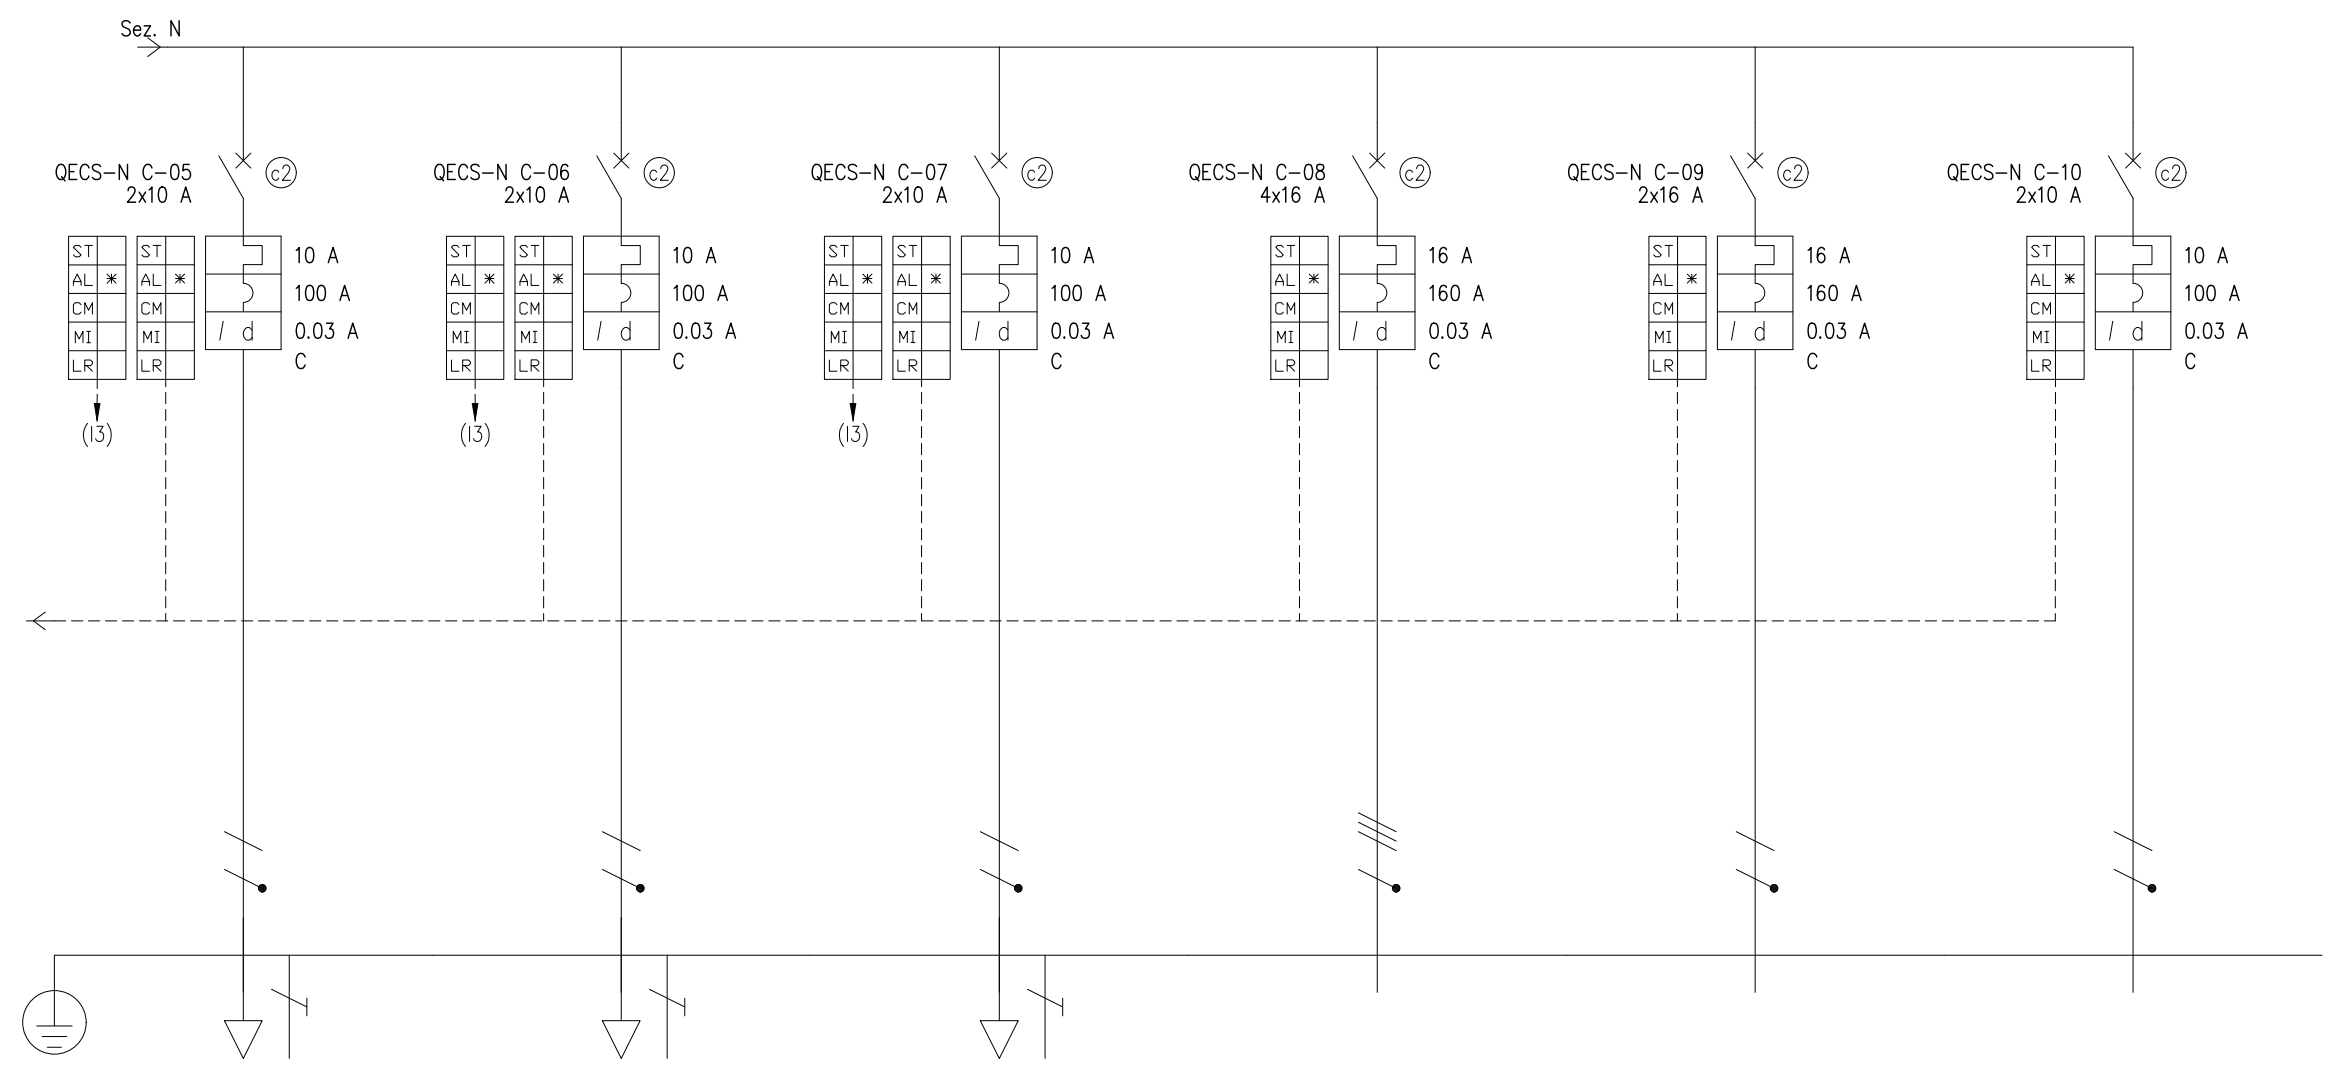 Sez. N
QECS-N C-05
2x10 A
c2
ST
AL *
CM
MI
LR
ST
AL *
CM
MI
LR
I d
10 A
100 A
0.03 A
C
(I3)
QECS-N C-06
2x10 A
c2
ST
AL *
CM
MI
LR
ST
AL *
CM
MI
LR
I d
10 A
100 A
0.03 A
C
(I3)
QECS-N C-07
2x10 A
c2
ST
AL *
CM
MI
LR
ST
AL *
CM
MI
LR
I d
10 A
100 A
0.03 A
C
(I3)
QECS-N C-08
4x16 A
c2
ST
AL *
CM
MI
LR
I d
16 A
160 A
0.03 A
C
QECS-N C-09
2x16 A
c2
ST
AL *
CM
MI
LR
I d
16 A
160 A
0.03 A
C
QECS-N C-10
2x10 A
c2
ST
AL *
CM
MI
LR
I d
10 A
100 A
0.03 A
C